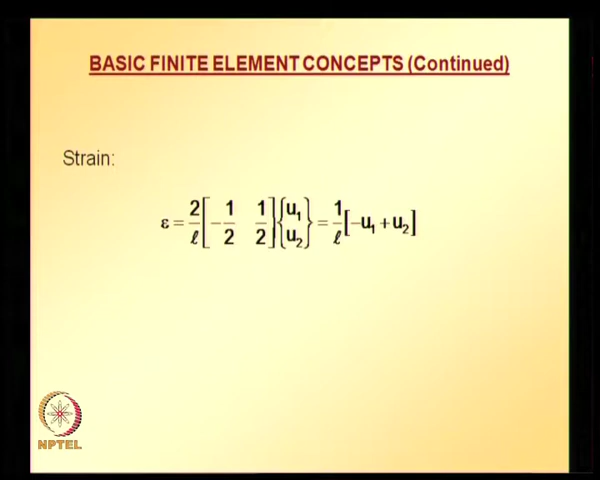 BASIC FINITE ELEMENT CONCEPTS (Continued)
Strain:
ε = 2/ℓ [ -1/2 1/2 ] { u₁ u₂ } = 1/ℓ [ -u₁ + u₂ ]
NPTEL